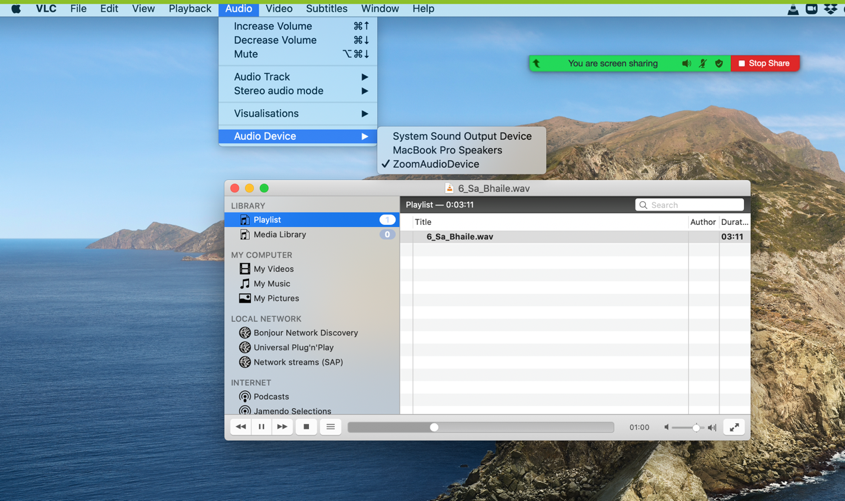 VLC File Edit View Playback Audio Video Subtitles Window Help
Increase Volume ⌘↑
Decrease Volume ⌘↓
Mute ⌥⌘↓
Audio Track
Stereo audio mode
Visualisations
Audio Device
System Sound Output Device
MacBook Pro Speakers
✓ ZoomAudioDevice
You are screen sharing
Stop Share
6_Sa_Bhaile.wav
LIBRARY
Playlist 1
Media Library 0
MY COMPUTER
My Videos
My Music
My Pictures
LOCAL NETWORK
Bonjour Network Discovery
Universal Plug'n'Play
Network streams (SAP)
INTERNET
Podcasts
Jamendo Selections
Playlist — 0:03:11
Search
Title Author Durat...
6_Sa_Bhaile.wav 03:11
01:00